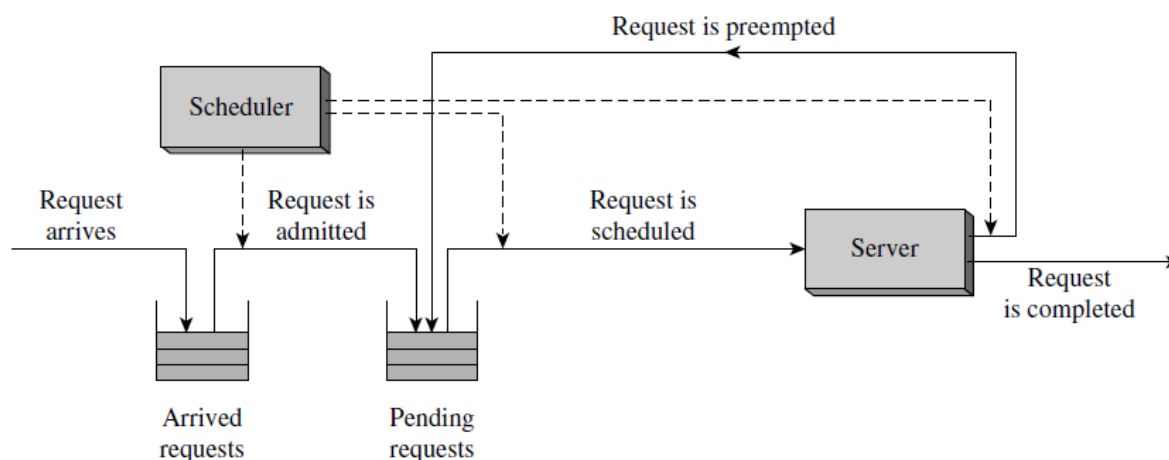 Request is preempted
Scheduler
Request
arrives
Request is
admitted
Request is
scheduled
Server
Request
is completed
Arrived
requests
Pending
requests